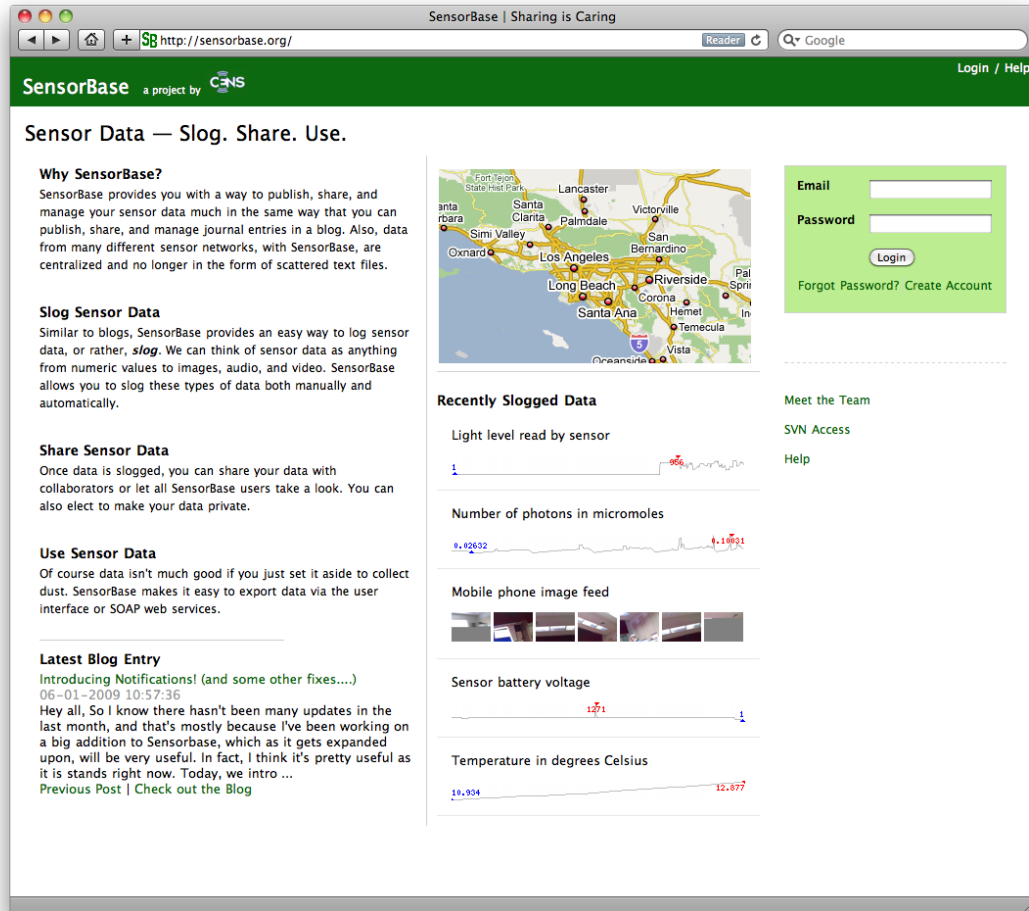 SensorBase | Sharing is Caring
SB http://sensorbase.org/
Reader
Google
Login / Help
SensorBase a project by CENS
Sensor Data — Slog. Share. Use.
Why SensorBase?
SensorBase provides you with a way to publish, share, and
manage your sensor data much in the same way that you can
publish, share, and manage journal entries in a blog. Also, data
from many different sensor networks, with SensorBase, are
centralized and no longer in the form of scattered text files.
Slog Sensor Data
Similar to blogs, SensorBase provides an easy way to log sensor
data, or rather, slog. We can think of sensor data as anything
from numeric values to images, audio, and video. SensorBase
allows you to slog these types of data both manually and
automatically.
Share Sensor Data
Once data is slogged, you can share your data with
collaborators or let all SensorBase users take a look. You can
also elect to make your data private.
Use Sensor Data
Of course data isn't much good if you just set it aside to collect
dust. SensorBase makes it easy to export data via the user
interface or SOAP web services.
Latest Blog Entry
Introducing Notifications! (and some other fixes....)
06-01-2009 10:57:36
Hey all, So I know there hasn't been many updates in the
last month, and that's mostly because I've been working on
a big addition to Sensorbase, which as it gets expanded
upon, will be very useful. In fact, I think it's pretty useful as
it is stands right now. Today, we intro ...
Previous Post | Check out the Blog
Fort Tejon
State Hist Park
Lancaster
anta
rbara
Santa
Clarita
Palmdale
Victorville
Simi Valley
San
Bernardino
Oxnard
Los Angeles
Pal
Sprin
Long Beach
Riverside
Corona
Santa Ana
Hemet
In
Temecula
5
Vista
Oceanside
Recently Slogged Data
Light level read by sensor
1
956
Number of photons in micromoles
0.02632
0.10031
Mobile phone image feed
Sensor battery voltage
1271
1
Temperature in degrees Celsius
10.934
12.877
Email
Password
Login
Forgot Password? Create Account
Meet the Team
SVN Access
Help